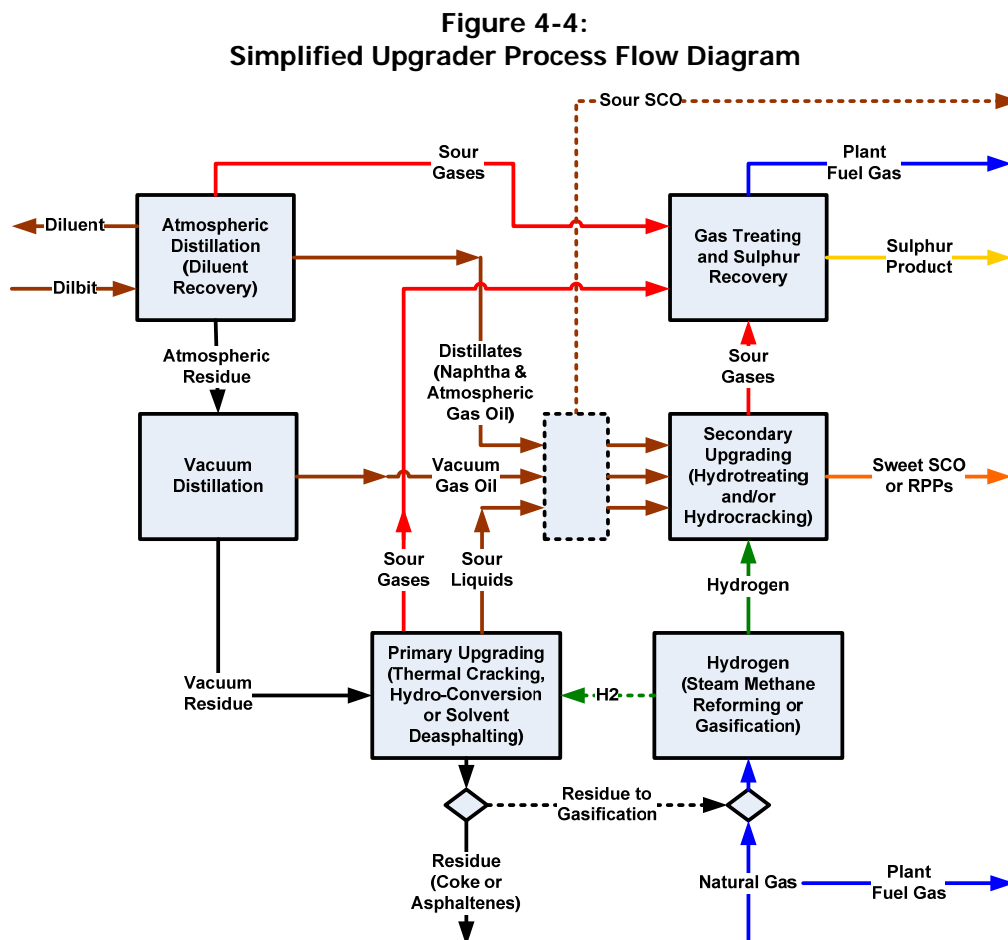 Figure 4-4:
Simplified Upgrader Process Flow Diagram
Sour SCO
Sour
Gases
Plant
Fuel Gas
Diluent
Atmospheric
Distillation
(Diluent
Recovery)
Gas Treating
and Sulphur
Recovery
Sulphur
Product
Dilbit
Atmospheric
Residue
Distillates
(Naphtha &
Atmospheric
Gas Oil)
Sour
Gases
Vacuum
Distillation
Vacuum
Gas Oil
Secondary
Upgrading
(Hydrotreating
and/or
Hydrocracking)
Sweet SCO
or RPPs
Sour
Gases
Sour
Liquids
Hydrogen
Vacuum
Residue
Primary Upgrading
(Thermal Cracking,
Hydro-Conversion
or Solvent
Deasphalting)
H2
Hydrogen
(Steam Methane
Reforming or
Gasification)
Residue to
Gasification
Residue
(Coke or
Asphaltenes)
Natural Gas
Plant
Fuel Gas